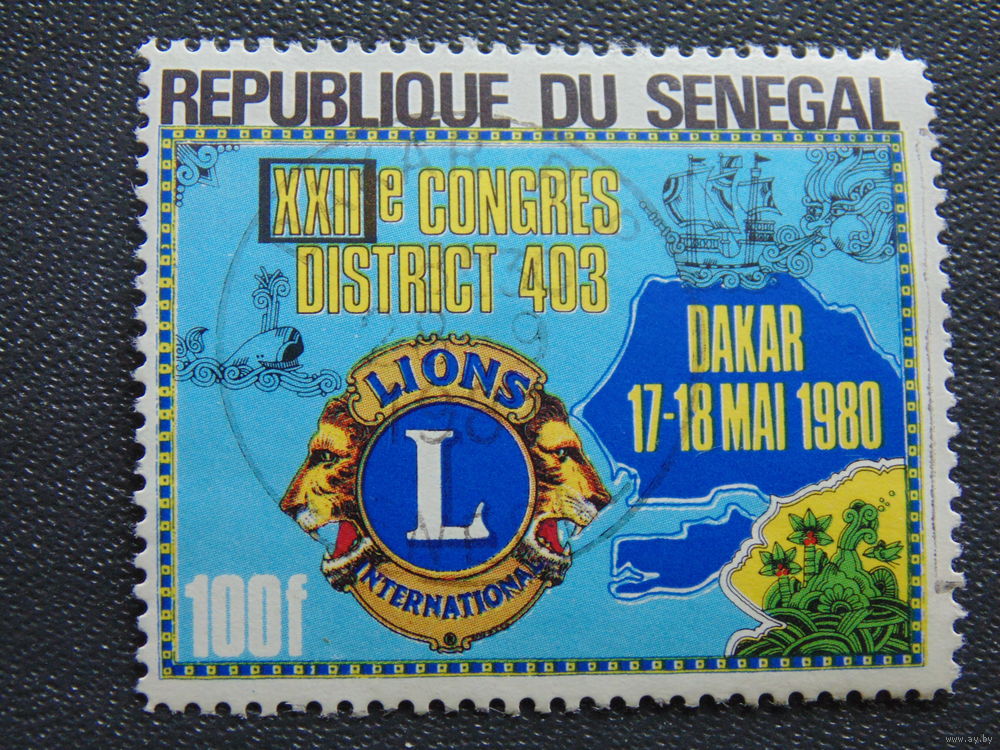 REPUBLIQUE DU SENEGAL
XXIIe CONGRES
DISTRICT 403
DAKAR
17-18 MAI 1980
LIONS
L
INTERNATIONAL
®
100f
www.ay.by